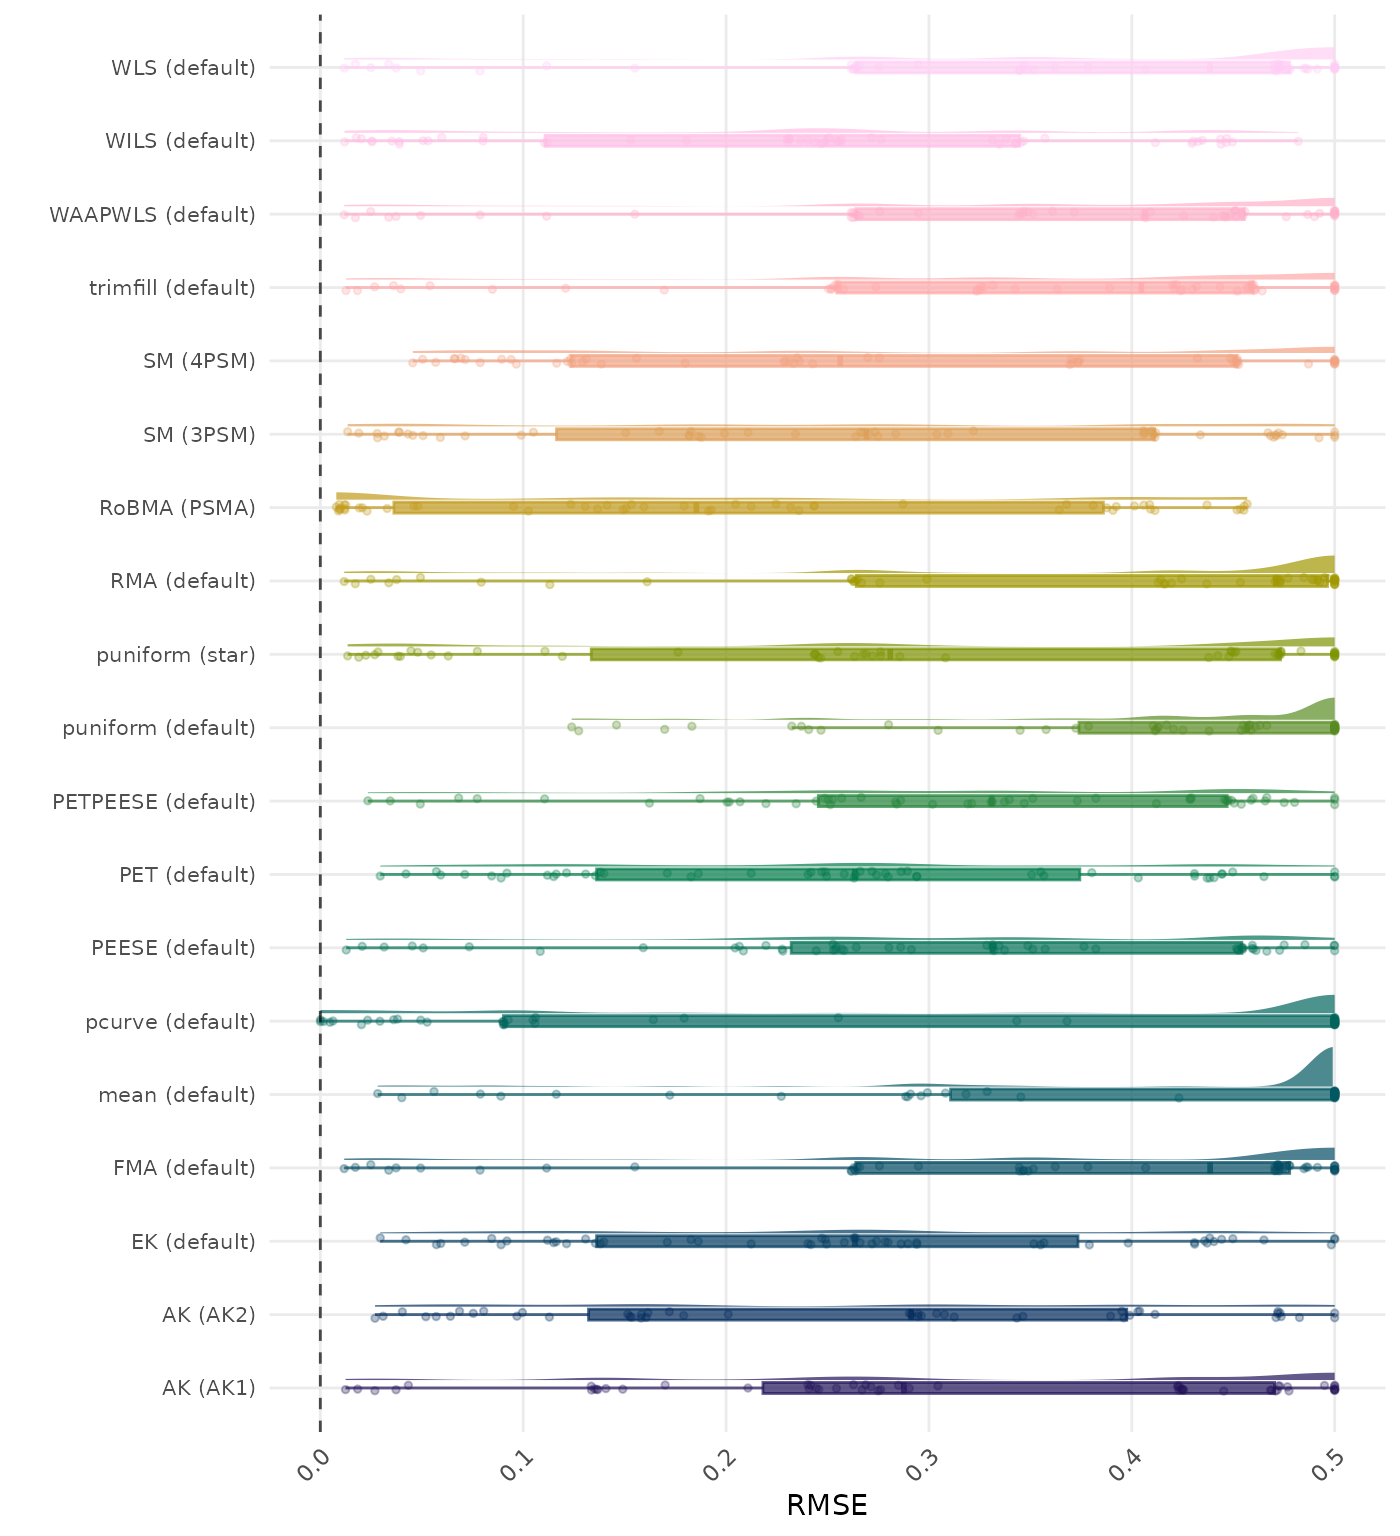 WLS (default)
WILS (default)
WAAPWLS (default)
trimfill (default)
SM (4PSM)
SM (3PSM)
RoBMA (PSMA)
RMA (default)
puniform (star)
puniform (default)
PETPEESE (default)
PET (default)
PEESE (default)
pcurve (default)
mean (default)
FMA (default)
EK (default)
AK (AK2)
AK (AK1)
0.0 0.1 0.2 0.3 0.4 0.5
RMSE